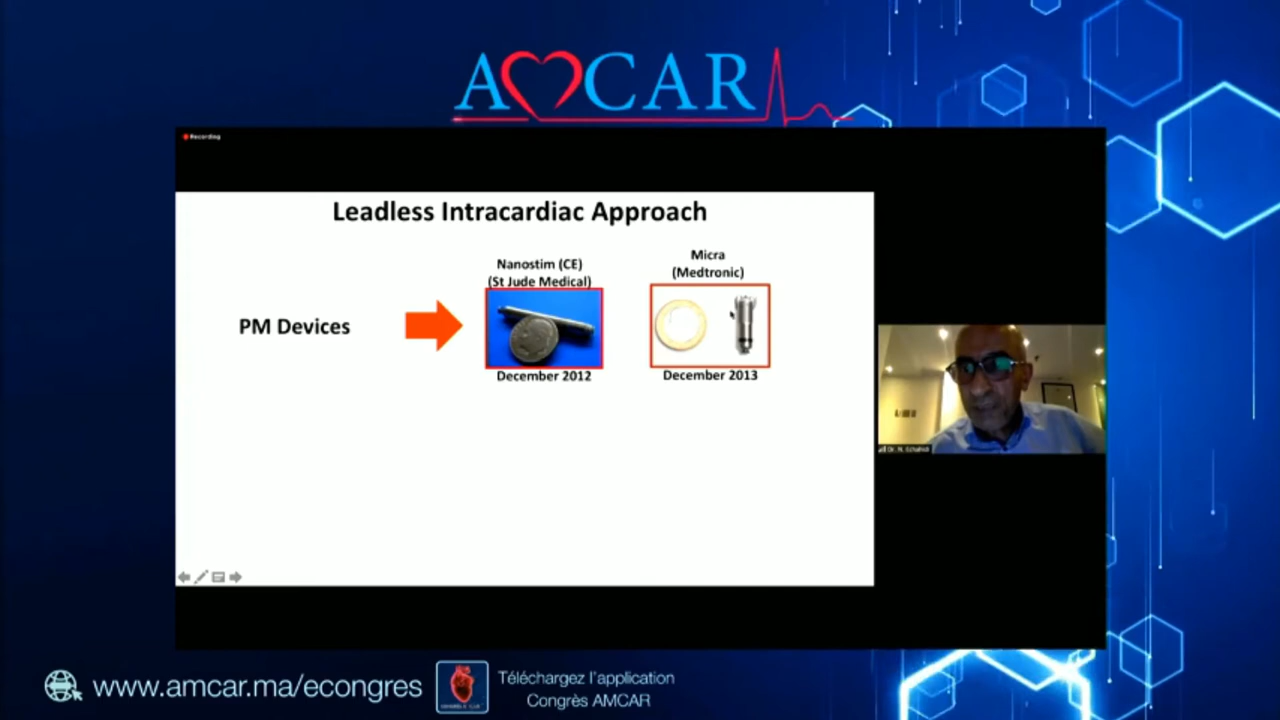 AMCAR
Recording
Leadless Intracardiac Approach
Nanostim (CE)
(St Jude Medical)
Micra
(Medtronic)
PM Devices
December 2012
December 2013
www.amcar.ma/econgres
Téléchargez l'application
Congrès AMCAR